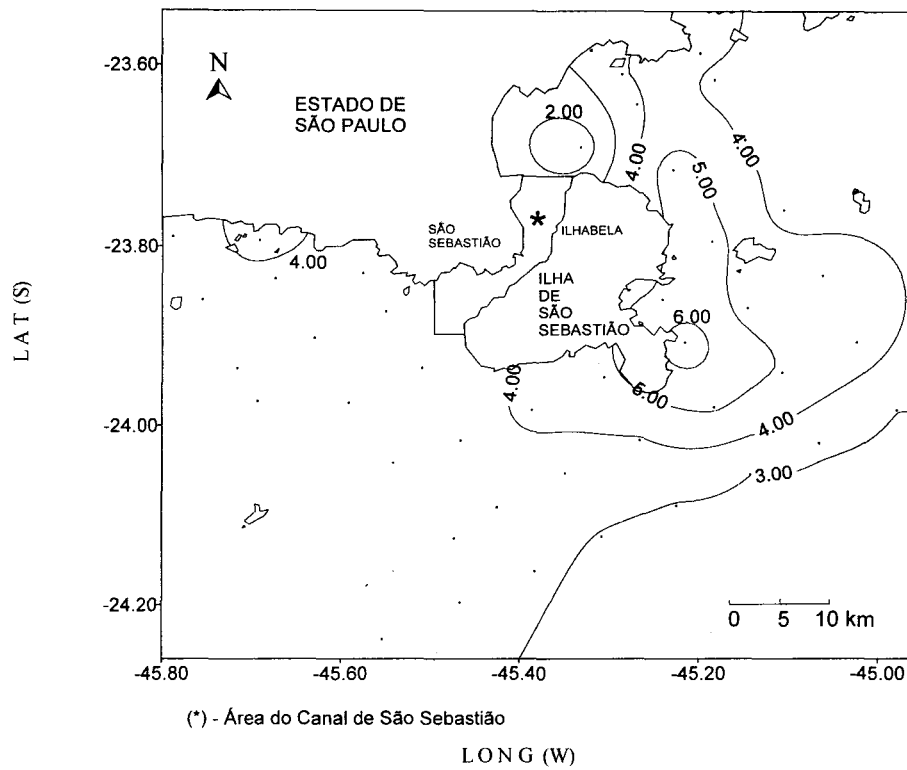 -23.60
-23.80
-24.00
-24.20
LAT (S)
N
ESTADO DE
SÃO PAULO
2.00
4.00
4.00
5.00
SÃO
SEBASTIÃO
*
ILHABELA
4.00
ILHA
DE
SÃO
SEBASTIÃO
6.00
4.00
5.00
4.00
3.00
0 5 10 km
-45.80 -45.60 -45.40 -45.20 -45.00
(*) - Área do Canal de São Sebastião
LONG (W)